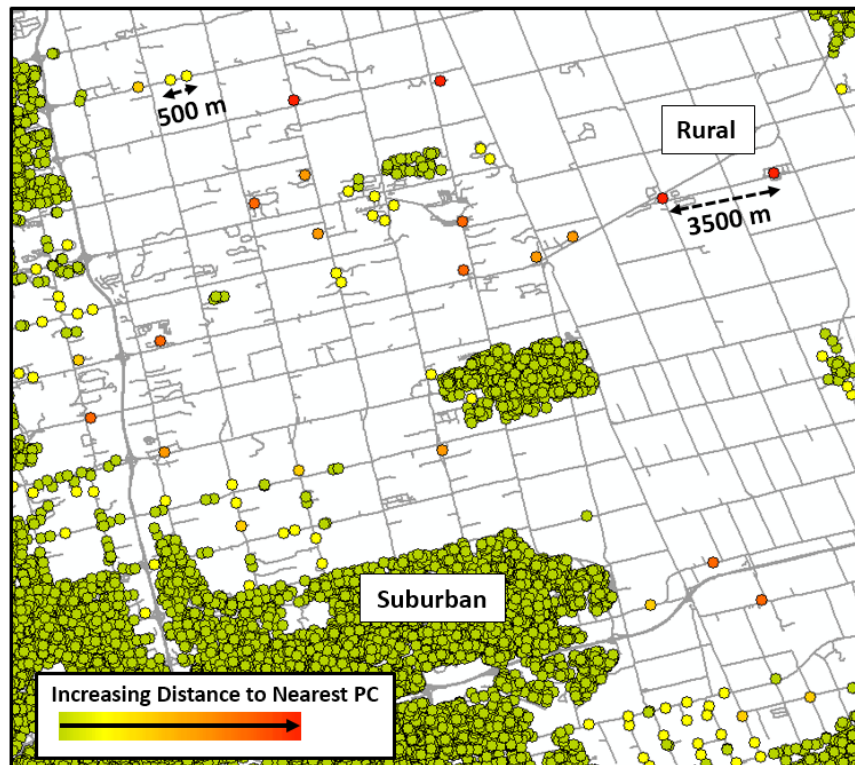 500 m
Rural
3500 m
Suburban
Increasing Distance to Nearest PC